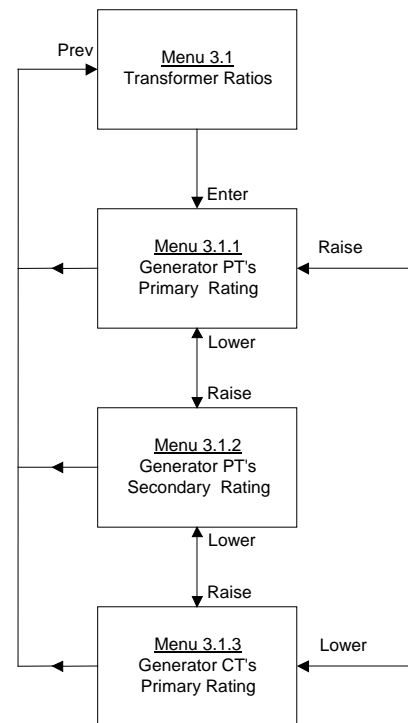 Prev
Menu 3.1
Transformer Ratios
Enter
Menu 3.1.1
Generator PT's
Primary Rating
Raise
Lower
Raise
Menu 3.1.2
Generator PT's
Secondary Rating
Lower
Raise
Menu 3.1.3
Generator CT's
Primary Rating
Lower